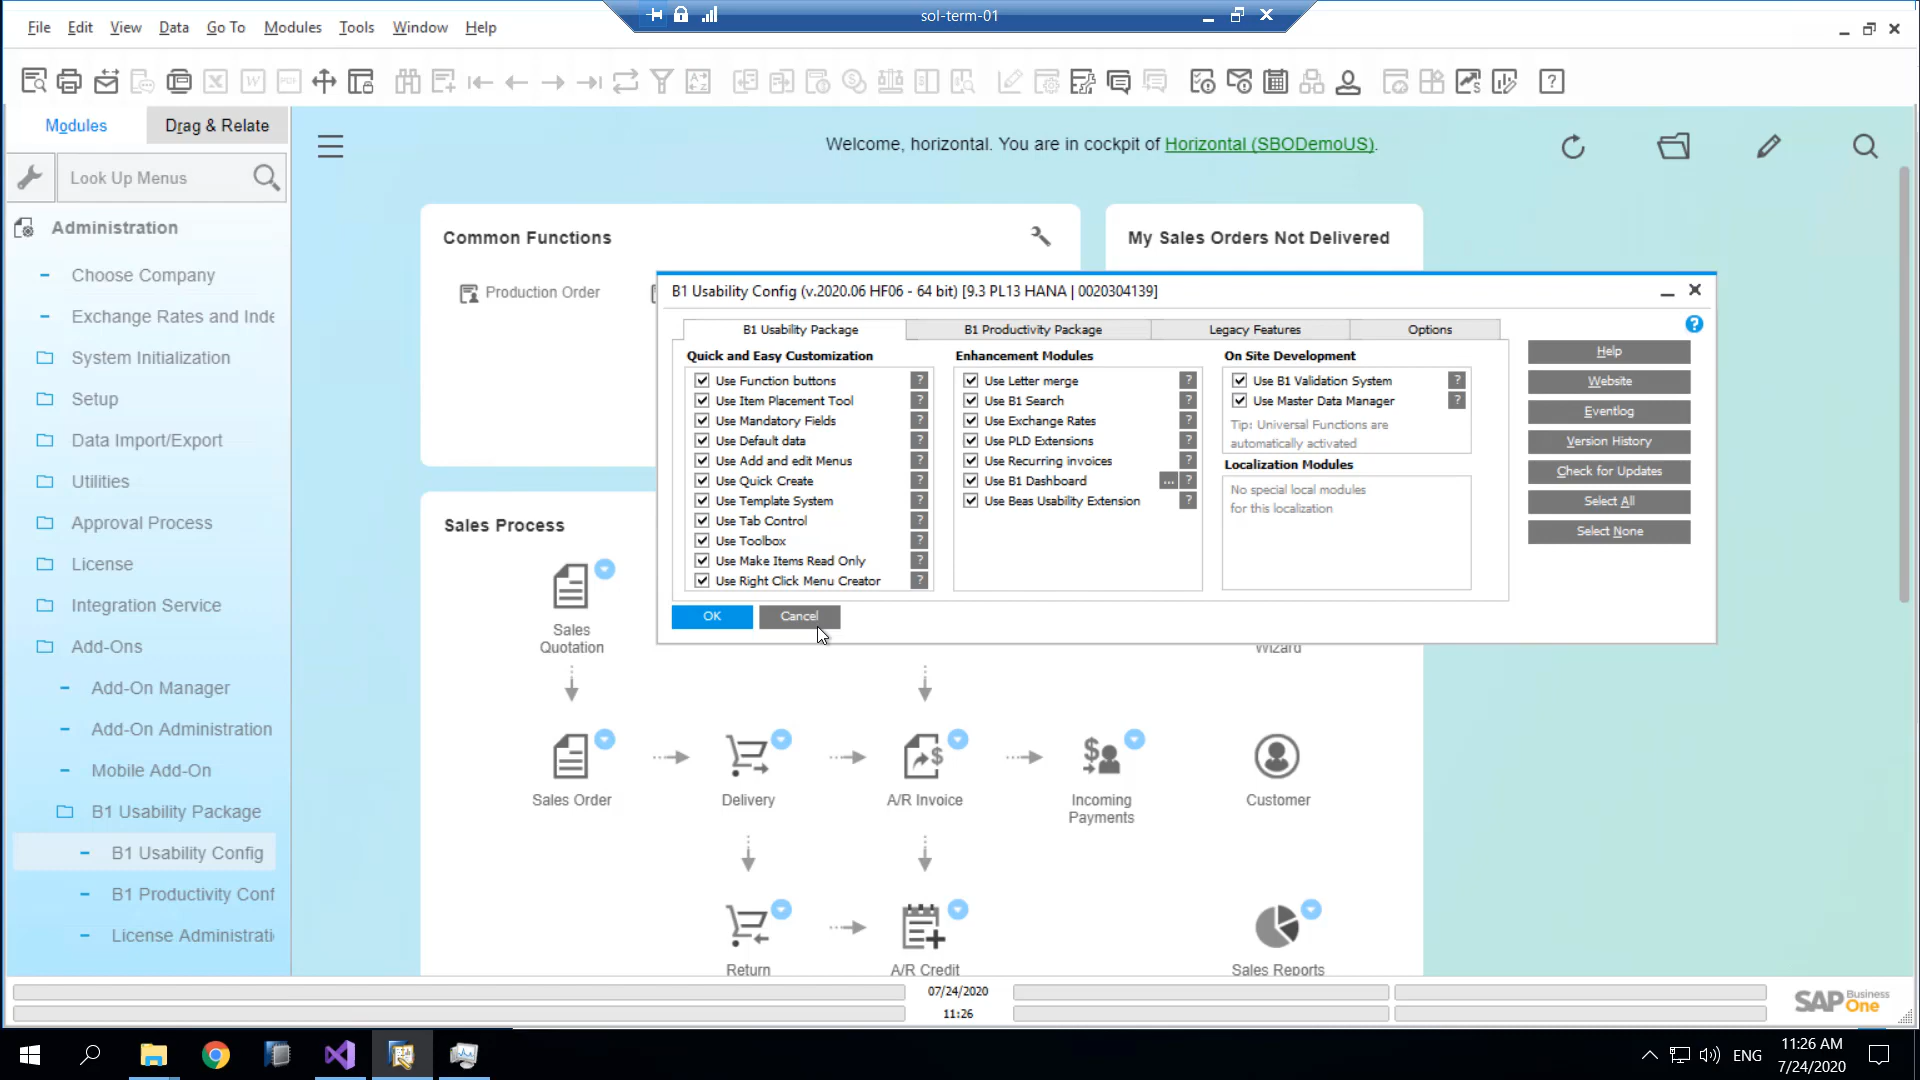 sol-term-01
File Edit View Data Go To Modules Tools Window Help
Modules Drag & Relate
Look Up Menus
Administration
Choose Company
Exchange Rates and Inde
System Initialization
Setup
Data Import/Export
Utilities
Approval Process
License
Integration Service
Add-Ons
Add-On Manager
Add-On Administration
Mobile Add-On
B1 Usability Package
B1 Usability Config
B1 Productivity Conf
License Administrati
Welcome, horizontal. You are in cockpit of Horizontal (SBODemoUS).
Common Functions
Production Order
My Sales Orders Not Delivered
B1 Usability Config (v.2020.06 HF06 - 64 bit) [9.3 PL13 HANA | 0020304139]
B1 Usability Package B1 Productivity Package Legacy Features Options
Quick and Easy Customization
Use Function buttons ?
Use Item Placement Tool ?
Use Mandatory Fields ?
Use Default data ?
Use Add and edit Menus ?
Use Quick Create ?
Use Template System ?
Use Tab Control ?
Use Toolbox ?
Use Make Items Read Only ?
Use Right Click Menu Creator ?
Enhancement Modules
Use Letter merge ?
Use B1 Search ?
Use Exchange Rates ?
Use PLD Extensions ?
Use Recurring invoices ?
Use B1 Dashboard ... ?
Use Beas Usability Extension ?
On Site Development
Use B1 Validation System ?
Use Master Data Manager ?
Tip: Universal Functions are
automatically activated
Localization Modules
No special local modules
for this localization
?
Help
Website
Eventlog
Version History
Check for Updates
Select All
Select None
OK Cancel
Sales Process
Sales
Quotation
Wizard
Sales Order
Delivery
A/R Invoice
Incoming
Payments
Customer
Return
A/R Credit
Sales Reports
07/24/2020
11:26
SAP Business
One
ENG
11:26 AM
7/24/2020